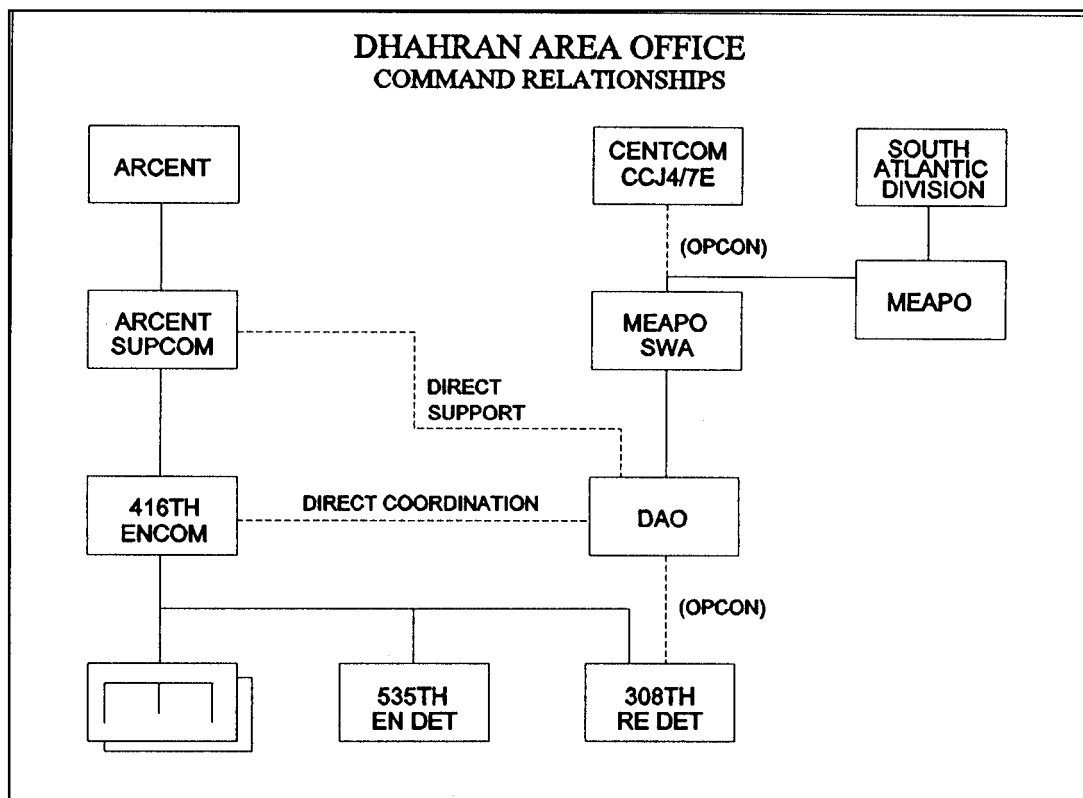 DHAHRAN AREA OFFICE
COMMAND RELATIONSHIPS
ARCENT
CENTCOM
CCJ4/7E
SOUTH
ATLANTIC
DIVISION
(OPCON)
ARCENT
SUPCOM
MEAPO
SWA
MEAPO
DIRECT
SUPPORT
416TH
ENCOM
DIRECT COORDINATION
DAO
(OPCON)
535TH
EN DET
308TH
RE DET